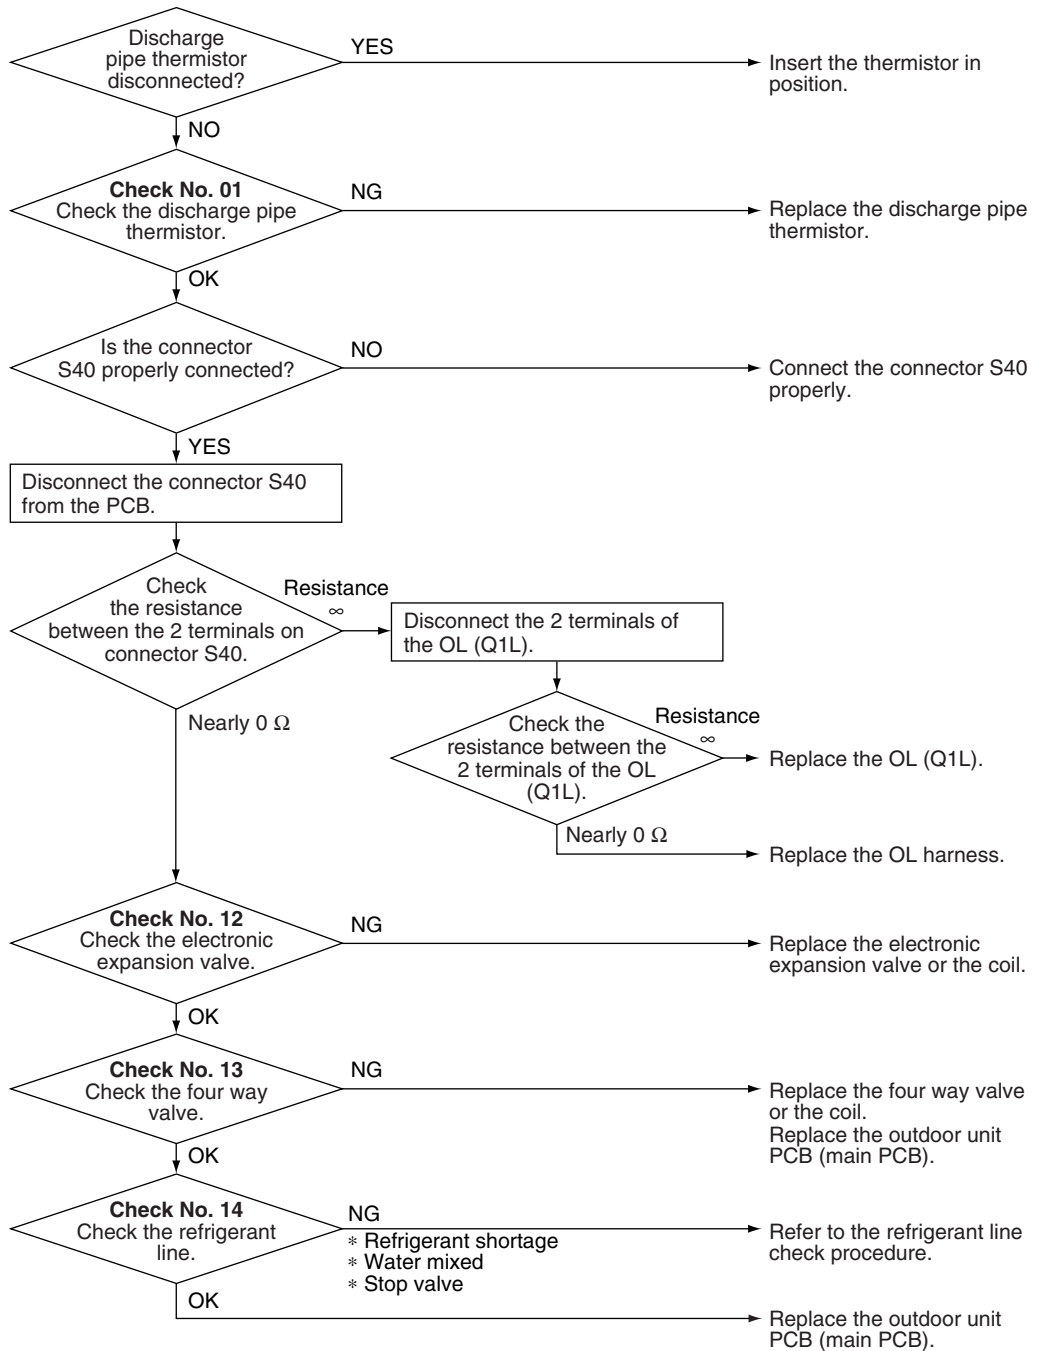 Discharge
pipe thermistor
disconnected?
YES
Insert the thermistor in
position.
NO
Check No. 01
Check the discharge pipe
thermistor.
NG
Replace the discharge pipe
thermistor.
OK
Is the connector
S40 properly connected?
NO
Connect the connector S40
properly.
YES
Disconnect the connector S40
from the PCB.
Check
the resistance
between the 2 terminals on
connector S40.
Resistance
∞
Disconnect the 2 terminals of
the OL (Q1L).
Nearly 0 Ω
Check the
resistance between the
2 terminals of the OL
(Q1L).
Resistance
∞
Replace the OL (Q1L).
Nearly 0 Ω
Replace the OL harness.
Check No. 12
Check the electronic
expansion valve.
NG
Replace the electronic
expansion valve or the coil.
OK
Check No. 13
Check the four way
valve.
NG
Replace the four way valve
or the coil.
Replace the outdoor unit
PCB (main PCB).
OK
Check No. 14
Check the refrigerant
line.
NG
∗ Refrigerant shortage
∗ Water mixed
∗ Stop valve
Refer to the refrigerant line
check procedure.
OK
Replace the outdoor unit
PCB (main PCB).